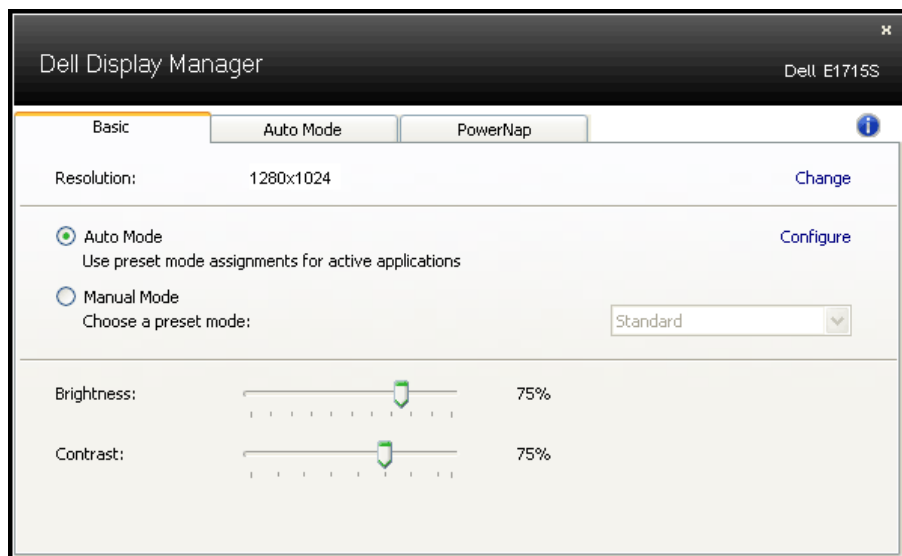 Dell Display Manager
Dell E1715S
Basic
Auto Mode
PowerNap
Resolution:
1280x1024
Change
Auto Mode
Configure
Use preset mode assignments for active applications
Manual Mode
Choose a preset mode:
Standard
Brightness:
75%
Contrast:
75%